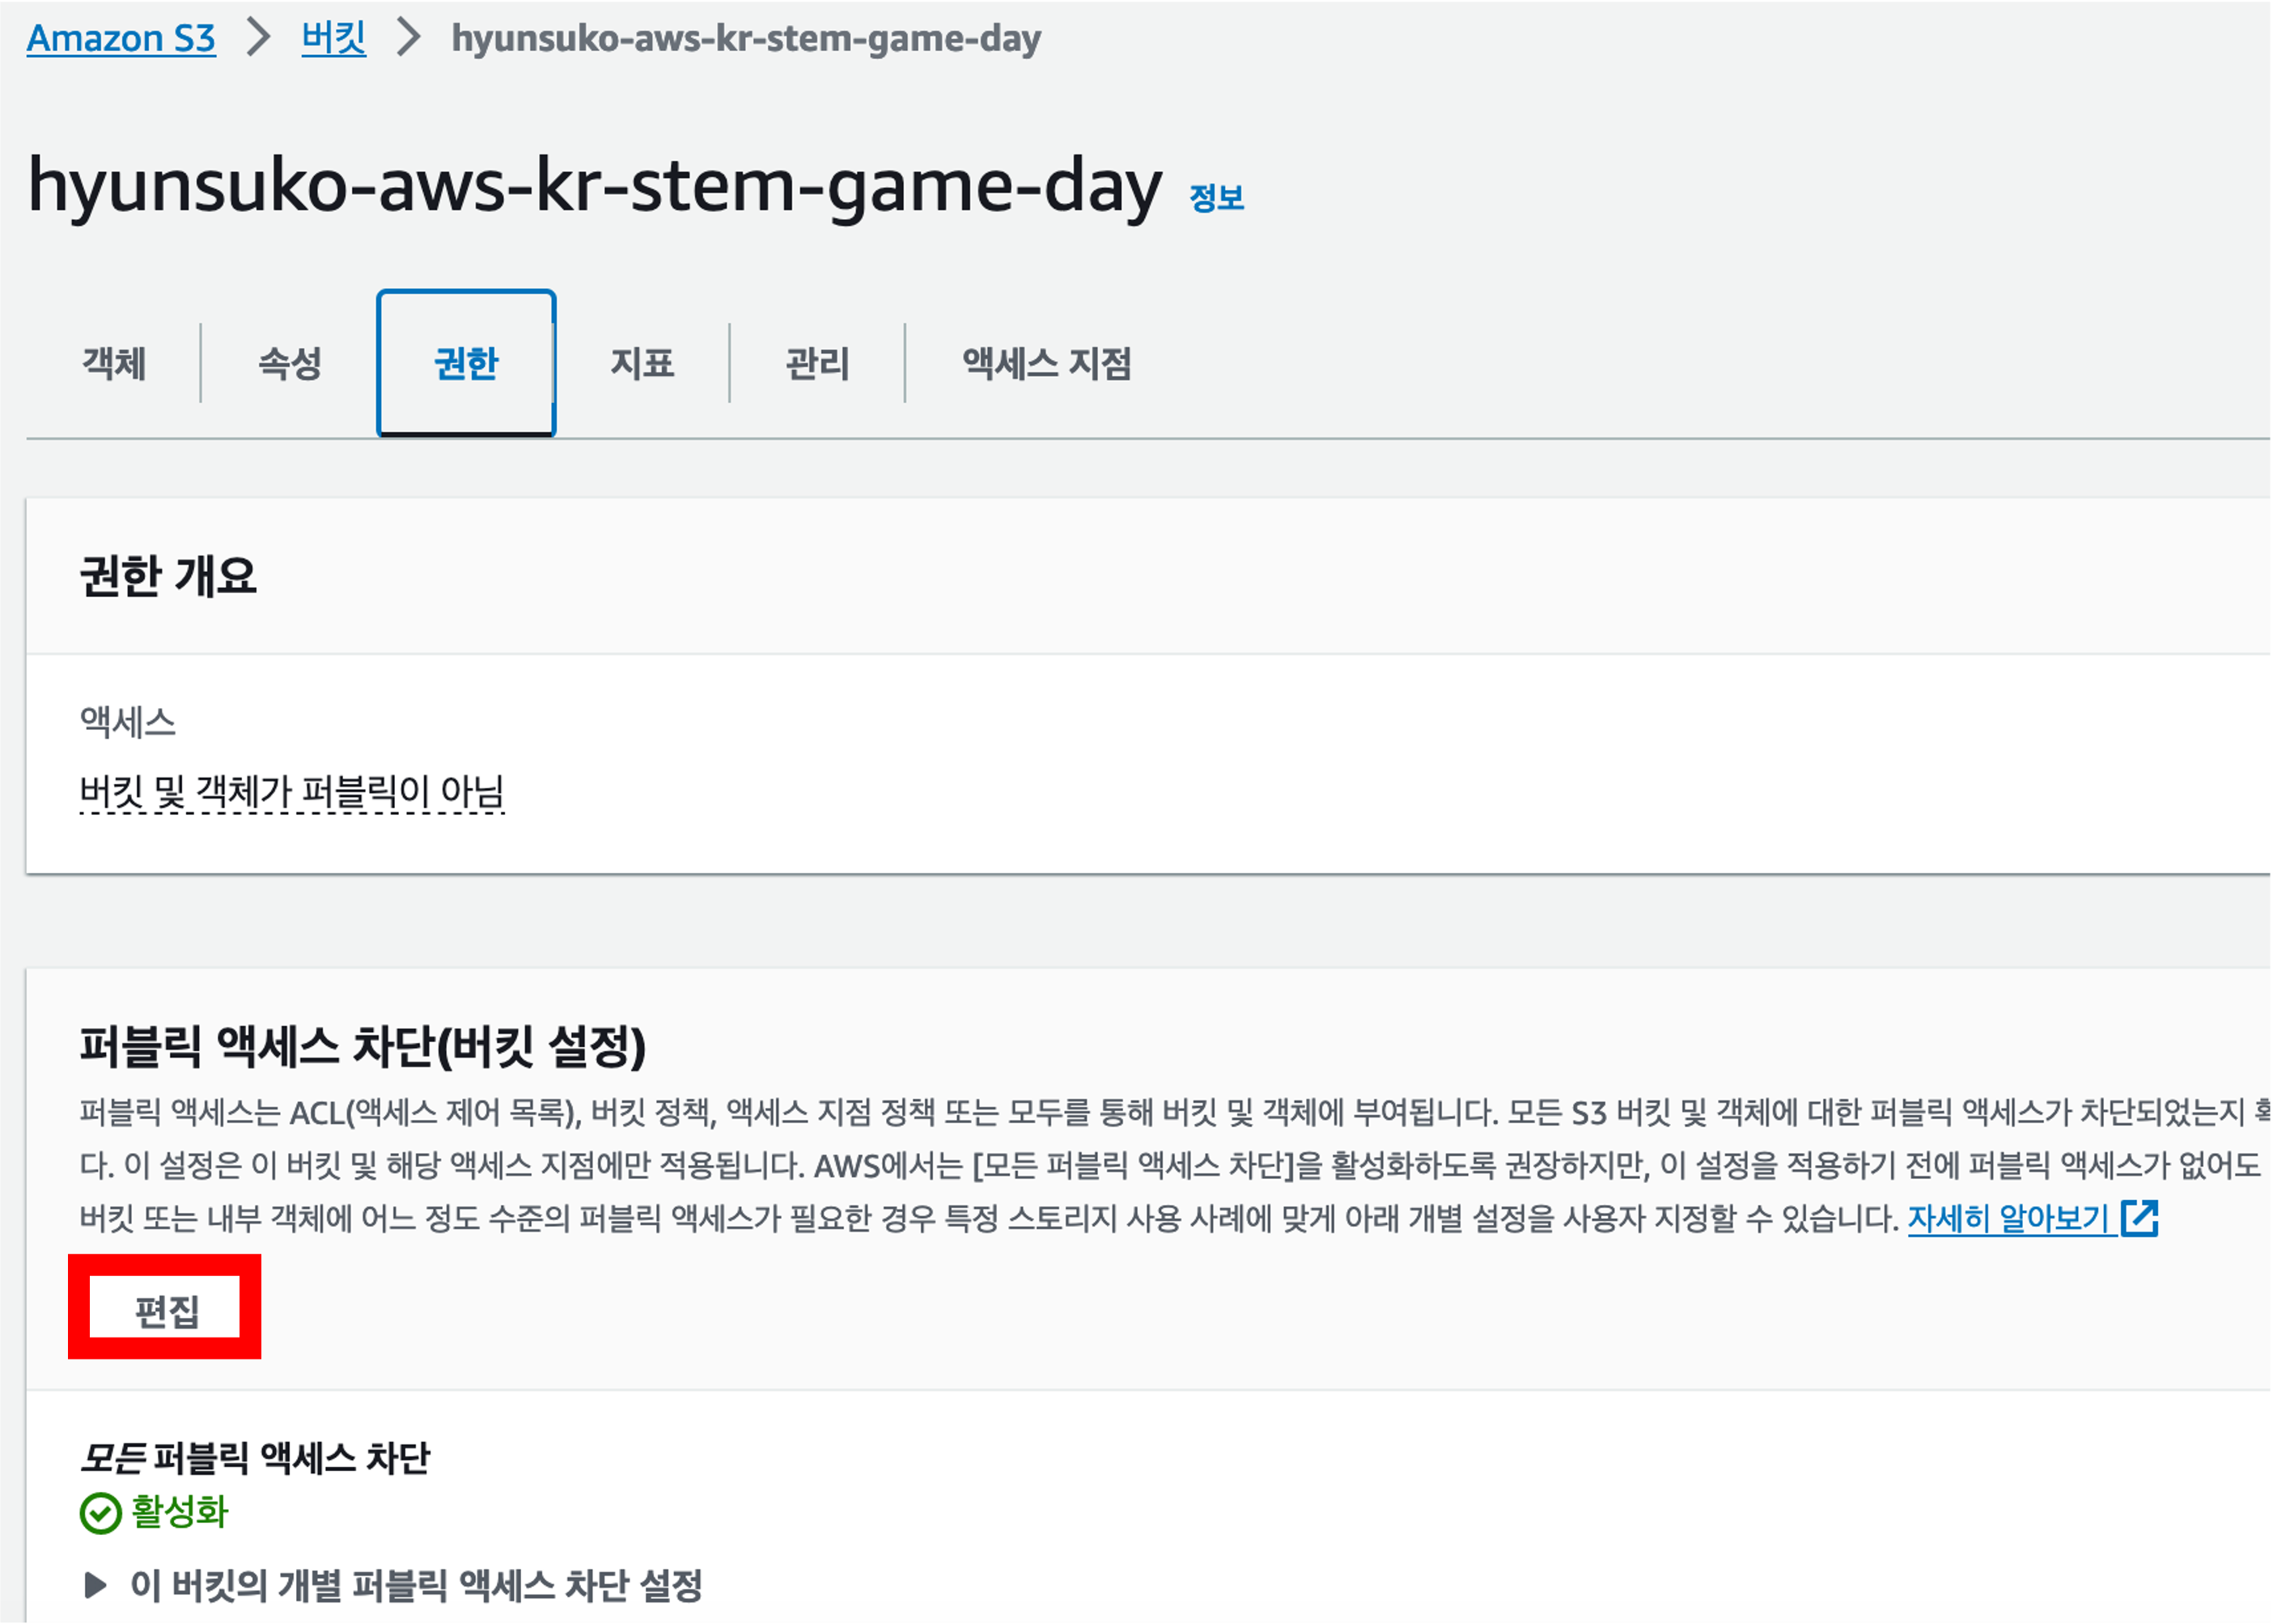 Amazon S3 > 버킷 > hyunsuko-aws-kr-stem-game-day
hyunsuko-aws-kr-stem-game-day 정보
객체 속성 권한 지표 관리 액세스 지점
권한 개요
액세스
버킷 및 객체가 퍼블릭이 아님
퍼블릭 액세스 차단(버킷 설정)
퍼블릭 액세스는 ACL(액세스 제어 목록), 버킷 정책, 액세스 지점 정책 또는 모두를 통해 버킷 및 객체에 부여됩니다. 모든 S3 버킷 및 객체에 대한 퍼블릭 액세스가 차단되었는지
다. 이 설정은 이 버킷 및 해당 액세스 지점에만 적용됩니다. AWS에서는 [모든 퍼블릭 액세스 차단]을 활성화하도록 권장하지만, 이 설정을 적용하기 전에 퍼블릭 액세스가 없어도
버킷 또는 내부 객체에 어느 정도 수준의 퍼블릭 액세스가 필요한 경우 특정 스토리지 사용 사례에 맞게 아래 개별 설정을 사용자 지정할 수 있습니다. 자세히 알아보기
편집
모든 퍼블릭 액세스 차단
활성화
이 버킷의 개별 퍼블릭 액세스 차단 설정